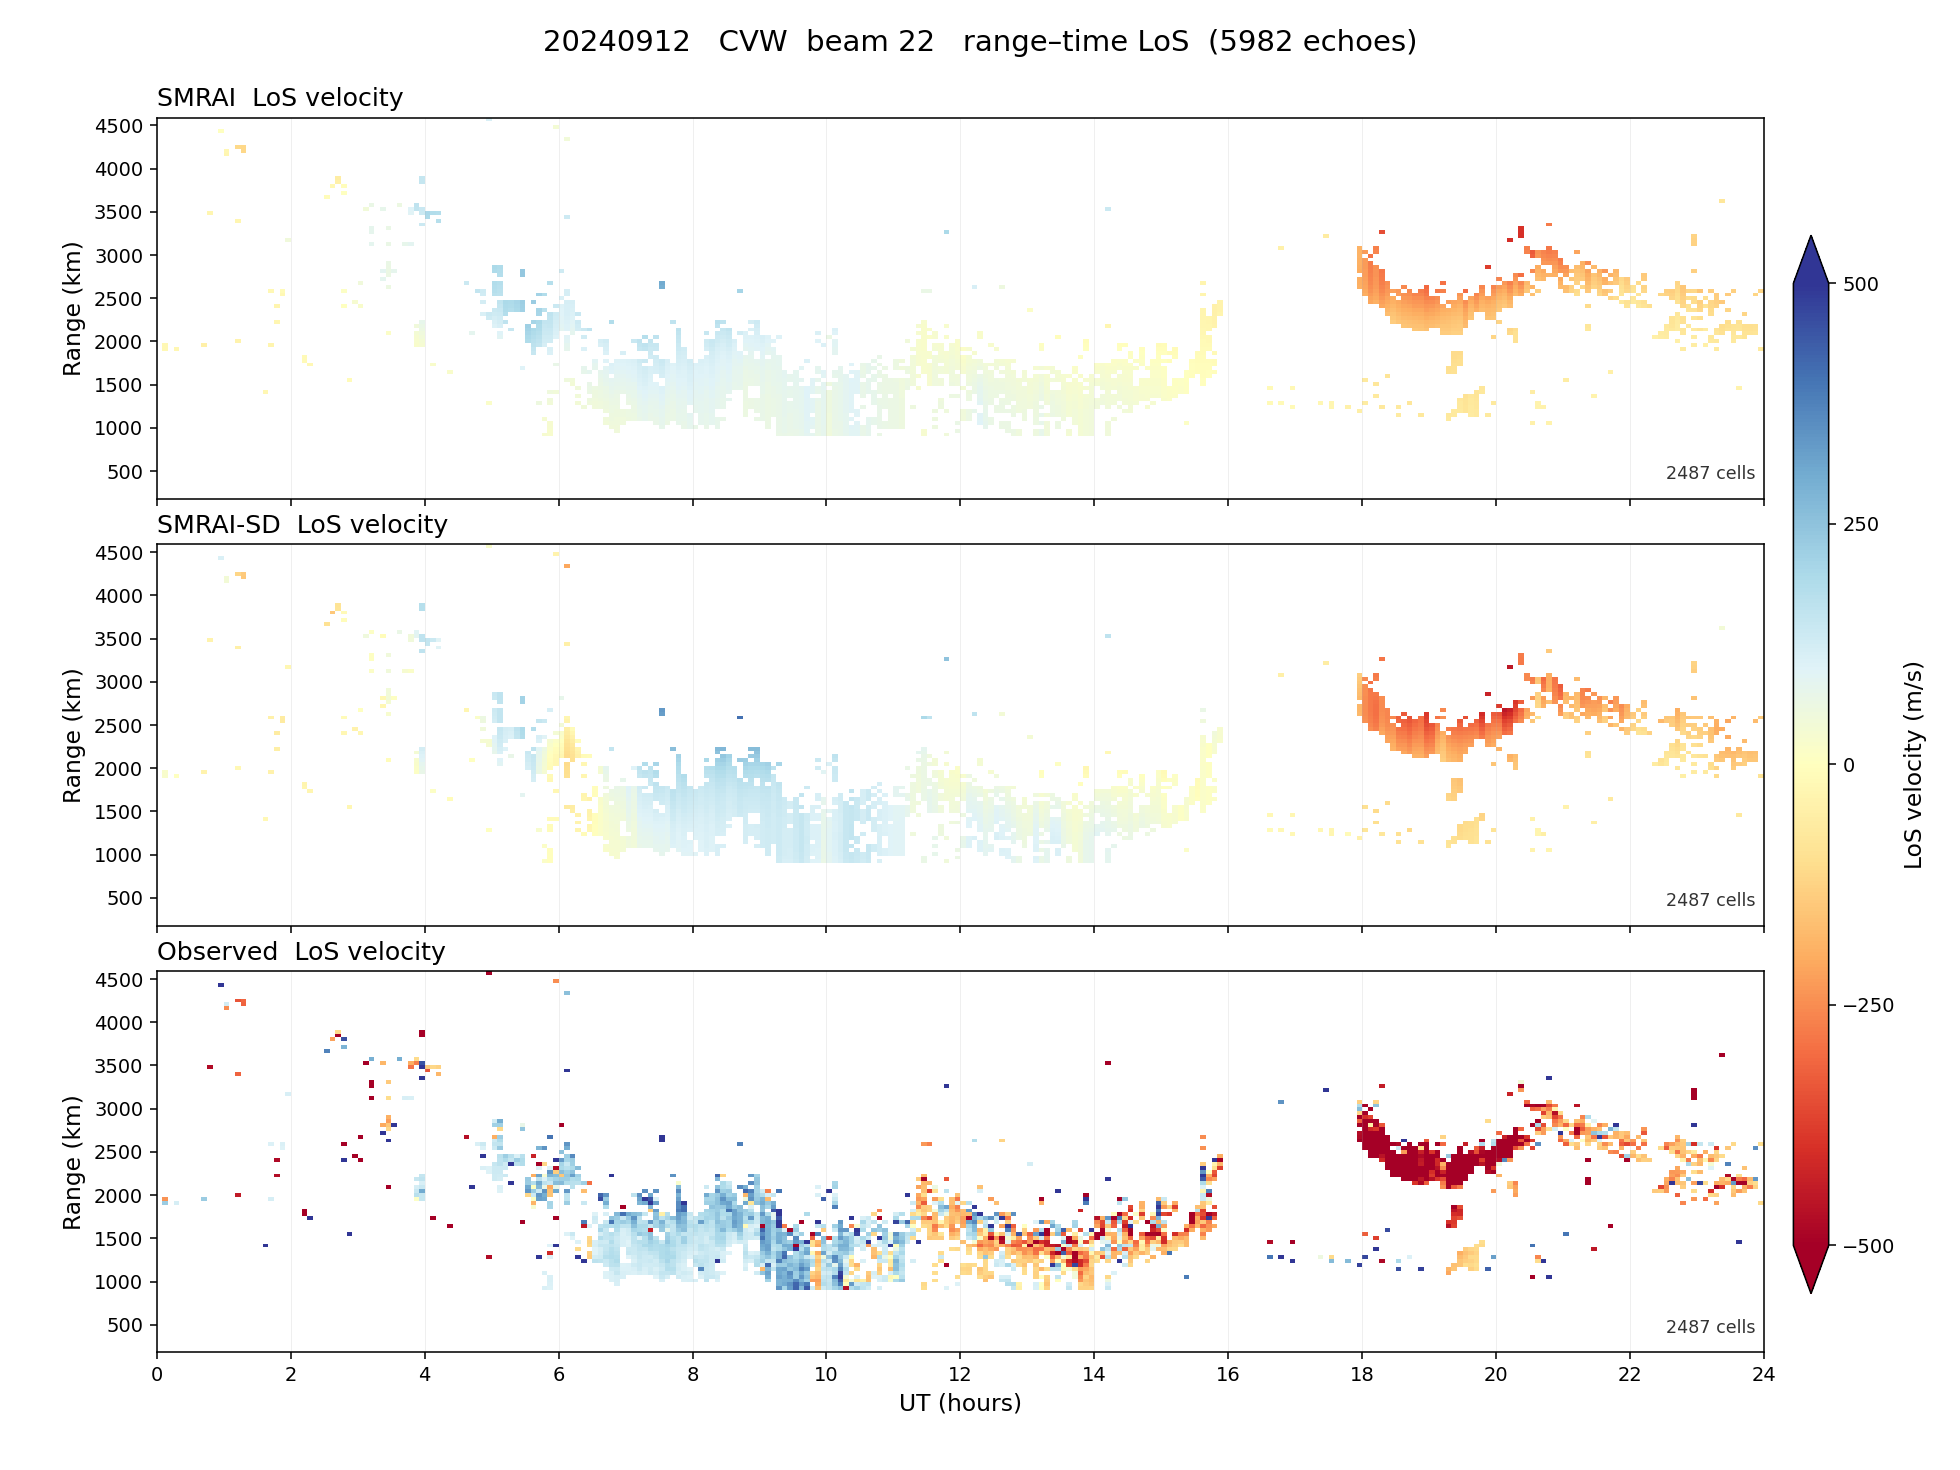 20240912   CVW  beam 22   range–time LoS  (5982 echoes)
SMRAI  LoS velocity
4500
4000
3500
3000
2500
2000
1500
1000
500
Range (km)
2487 cells
SMRAI-SD  LoS velocity
4500
4000
3500
3000
2500
2000
1500
1000
500
Range (km)
2487 cells
Observed  LoS velocity
4500
4000
3500
3000
2500
2000
1500
1000
500
Range (km)
2487 cells
0 2 4 6 8 10 12 14 16 18 20 22 24
UT (hours)
500
250
0
−250
−500
LoS velocity (m/s)